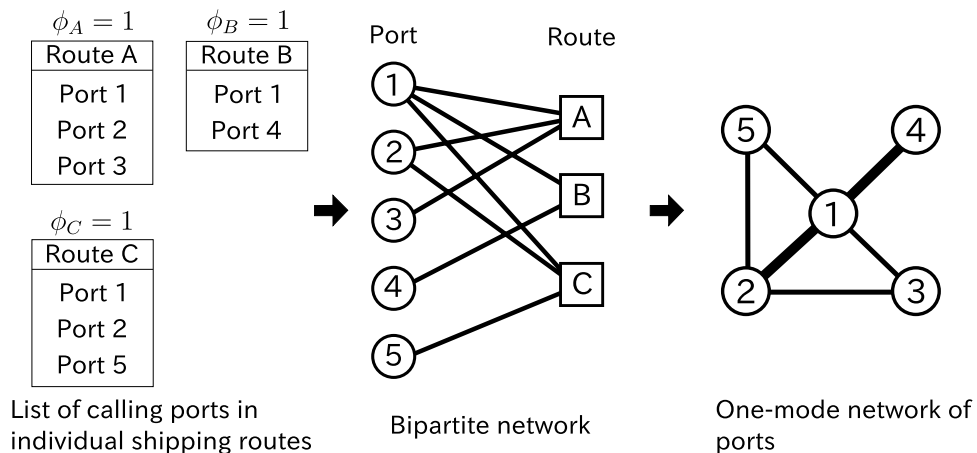 ϕ_A = 1
Route A
Port 1
Port 2
Port 3
ϕ_B = 1
Route B
Port 1
Port 4
ϕ_C = 1
Route C
Port 1
Port 2
Port 5
List of calling ports in
individual shipping routes
Port
Route
1
2
3
4
5
A
B
C
Bipartite network
5
4
1
2
3
One-mode network of
ports